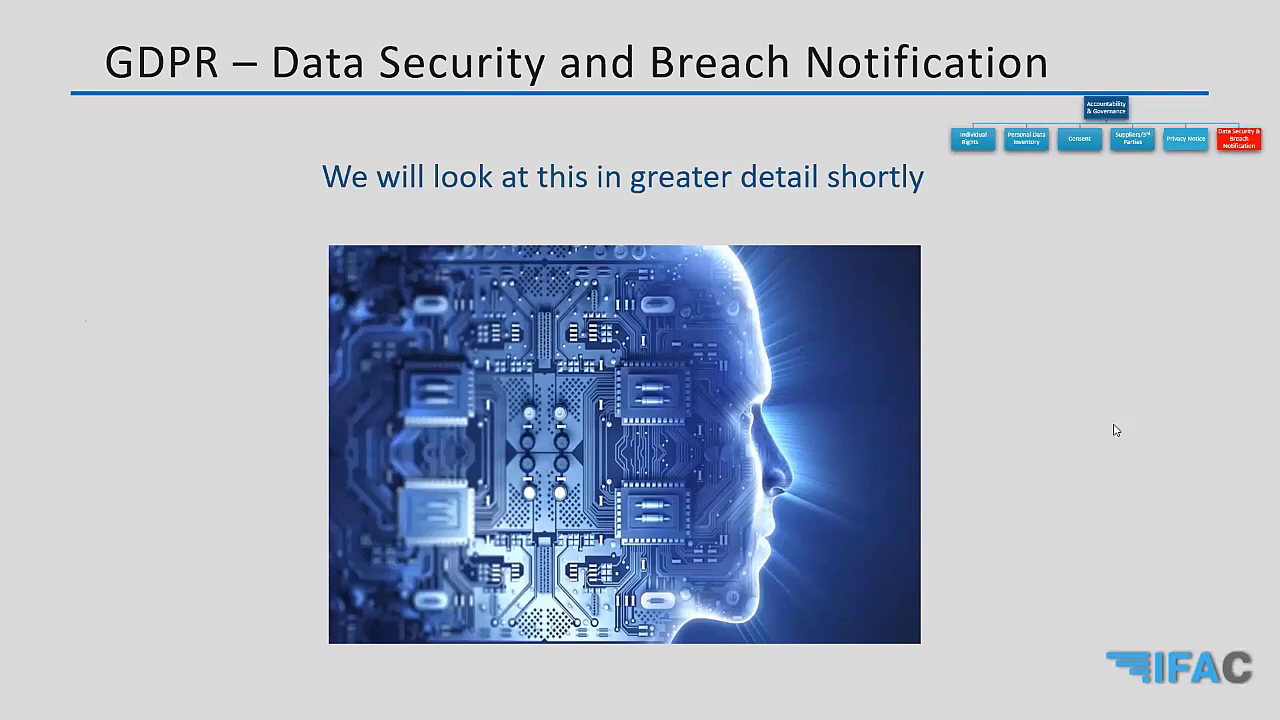 GDPR – Data Security and Breach Notification
Accountability
& Governance
Individual
Rights
Personal Data
Inventory
Consent
Suppliers/3rd
Parties
Privacy Notice
Data Security &
Breach
Notification
We will look at this in greater detail shortly
IFAC